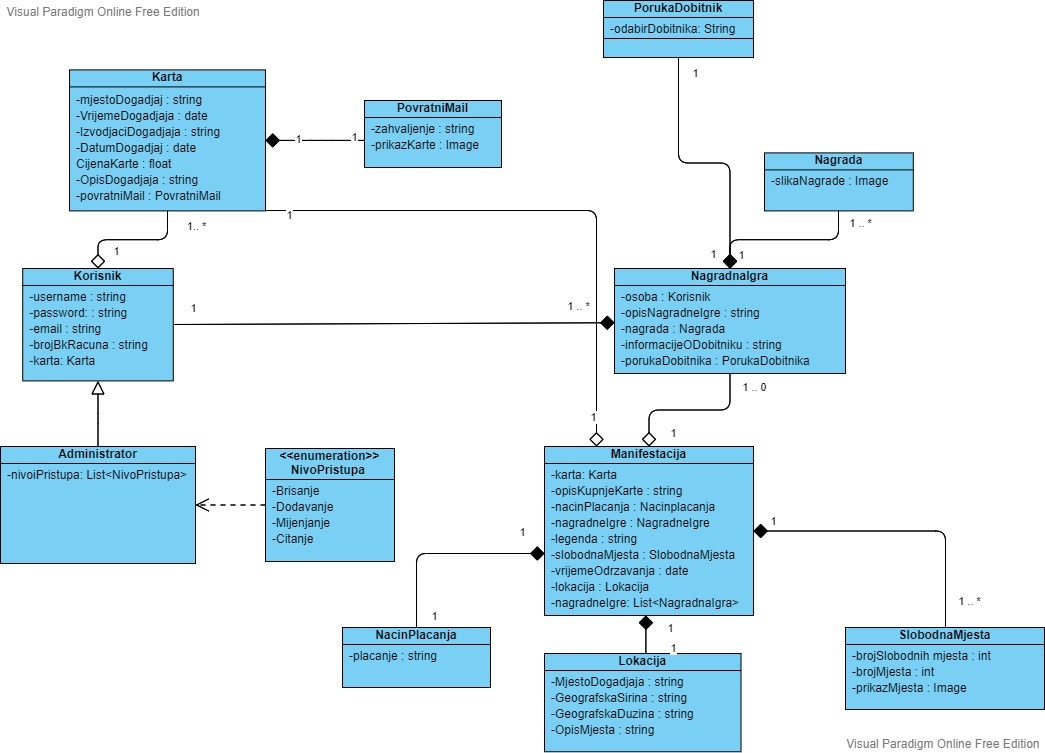 Visual Paradigm Online Free Edition
PorukaDobitnik
-odabirDobitnika: String
1
Karta
-mjestoDogadjaj : string
-VrijemeDogadjaja : date
-IzvodjaciDogadjaja : string
-DatumDogadjaj : date
CijenaKarte : float
-OpisDogadjaja : string
-povratniMail : PovratniMail
1
1
PovratniMail
-zahvaljenje : string
-prikazKarte : Image
Nagrada
-slikaNagrade : Image
1 .. *
1
1
1.. *
1
1
Korisnik
-username : string
-password: : string
-email : string
-brojBkRacuna : string
-karta: Karta
1
1 .. *
NagradnaIgra
-osoba : Korisnik
-opisNagradneIgre : string
-nagrada : Nagrada
-informacijeODobitniku : string
-porukaDobitnika : PorukaDobitnika
1 .. 0
1
1
Administrator
-nivoiPristupa: List<NivoPristupa>
<<enumeration>>
NivoPristupa
-Brisanje
-Dodavanje
-Mijenjanje
-Citanje
Manifestacija
-karta: Karta
-opisKupnjeKarte : string
-nacinPlacanja : Nacinplacanja
-nagradneIgre : NagradneIgre
-legenda : string
-slobodnaMjesta : SlobodnaMjesta
-vrijemeOdrzavanja : date
-lokacija : Lokacija
-nagradneIgre: List<NagradnaIgra>
1
1
1
1 .. *
1
1
NacinPlacanja
-placanje : string
Lokacija
-MjestoDogadjaja : string
-GeografskaSirina : string
-GeografskaDuzina : string
-OpisMjesta : string
SlobodnaMjesta
-brojSlobodnih mjesta : int
-brojMjesta : int
-prikazMjesta : Image
Visual Paradigm Online Free Edition